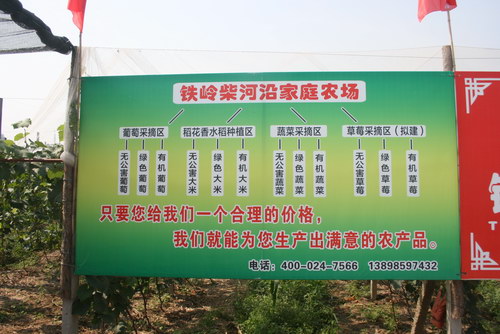 铁岭柴河沿家庭农场
葡萄采摘区 稻花香水稻种植区 蔬菜采摘区 草莓采摘区（拟建）
无公害葡萄 绿色葡萄 有机葡萄 无公害大米 绿色大米 有机大米 无公害蔬菜 绿色蔬菜 有机蔬菜 无公害草莓 绿色草莓 有机草莓
只要您给我们一个合理的价格，
我们就能为您生产出满意的农产品。
电话：400-024-7566 13898597432